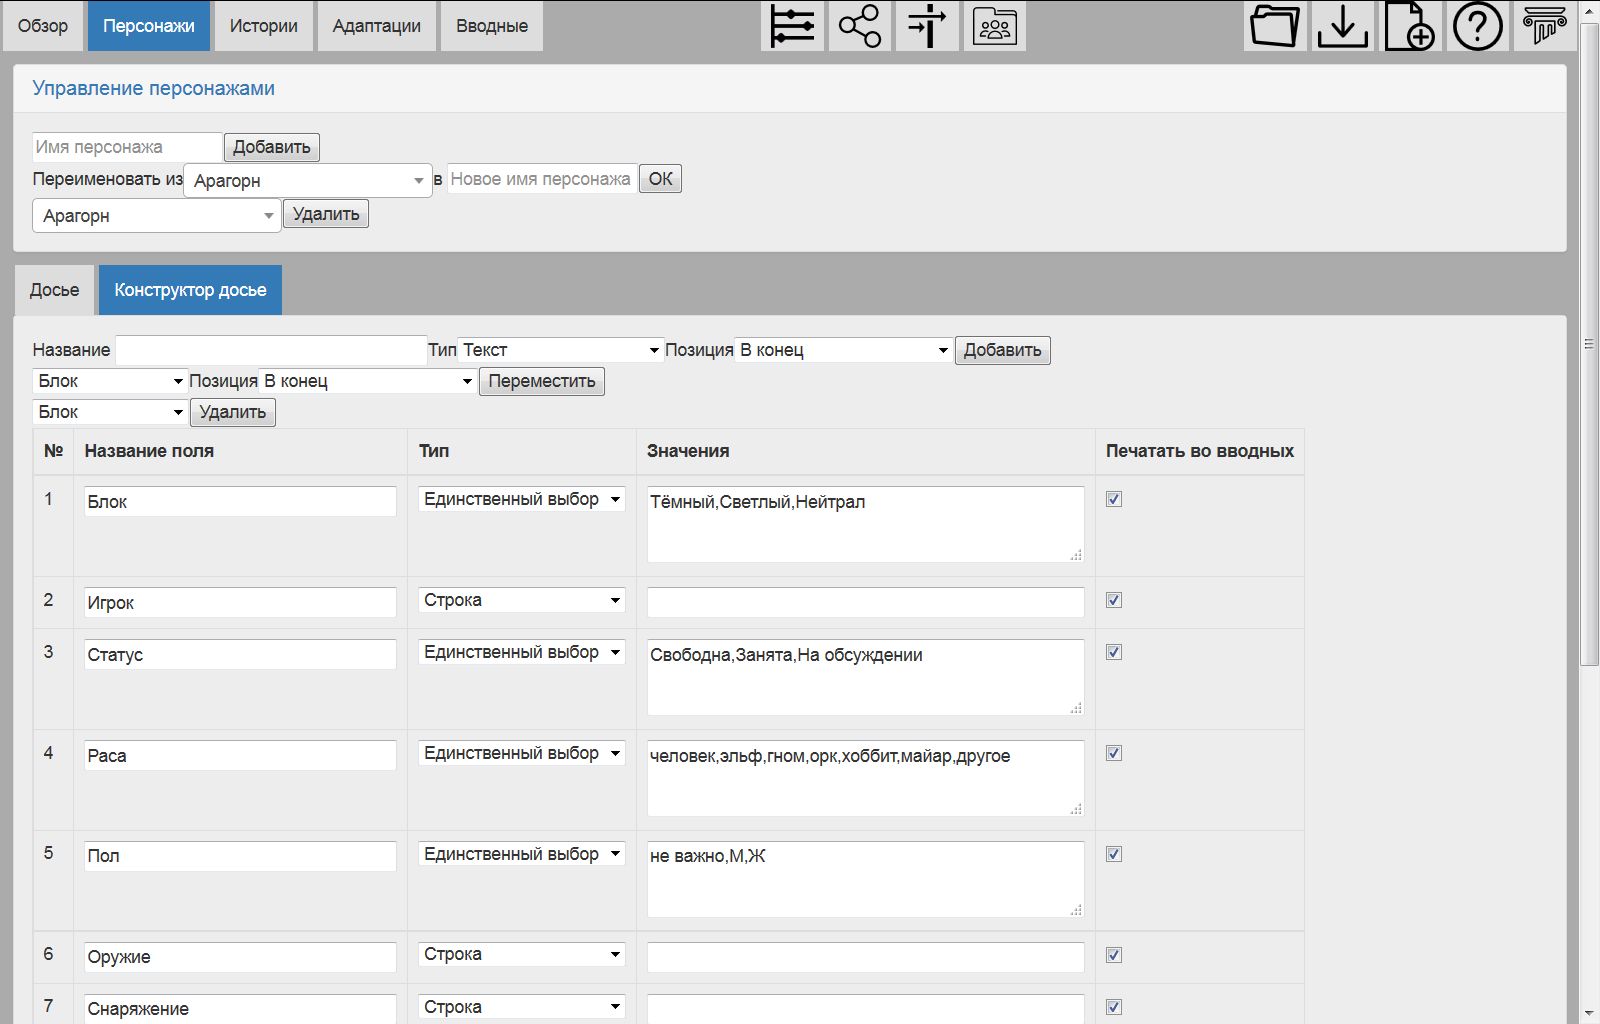 Обзор Персонажи Истории Адаптации Вводные
Управление персонажами
Имя персонажа Добавить
Переименовать из Арагорн в Новое имя персонажа ОК
Арагорн Удалить
Досье Конструктор досье
Название Тип Текст Позиция В конец Добавить
Блок Позиция В конец Переместить
Блок Удалить
№ Название поля Тип Значения Печатать во вводных
1 Блок Единственный выбор Тёмный,Светлый,Нейтрал
2 Игрок Строка
3 Статус Единственный выбор Свободна,Занята,На обсуждении
4 Раса Единственный выбор человек,эльф,гном,орк,хоббит,майар,другое
5 Пол Единственный выбор не важно,М,Ж
6 Оружие Строка
7 Снаряжение Строка